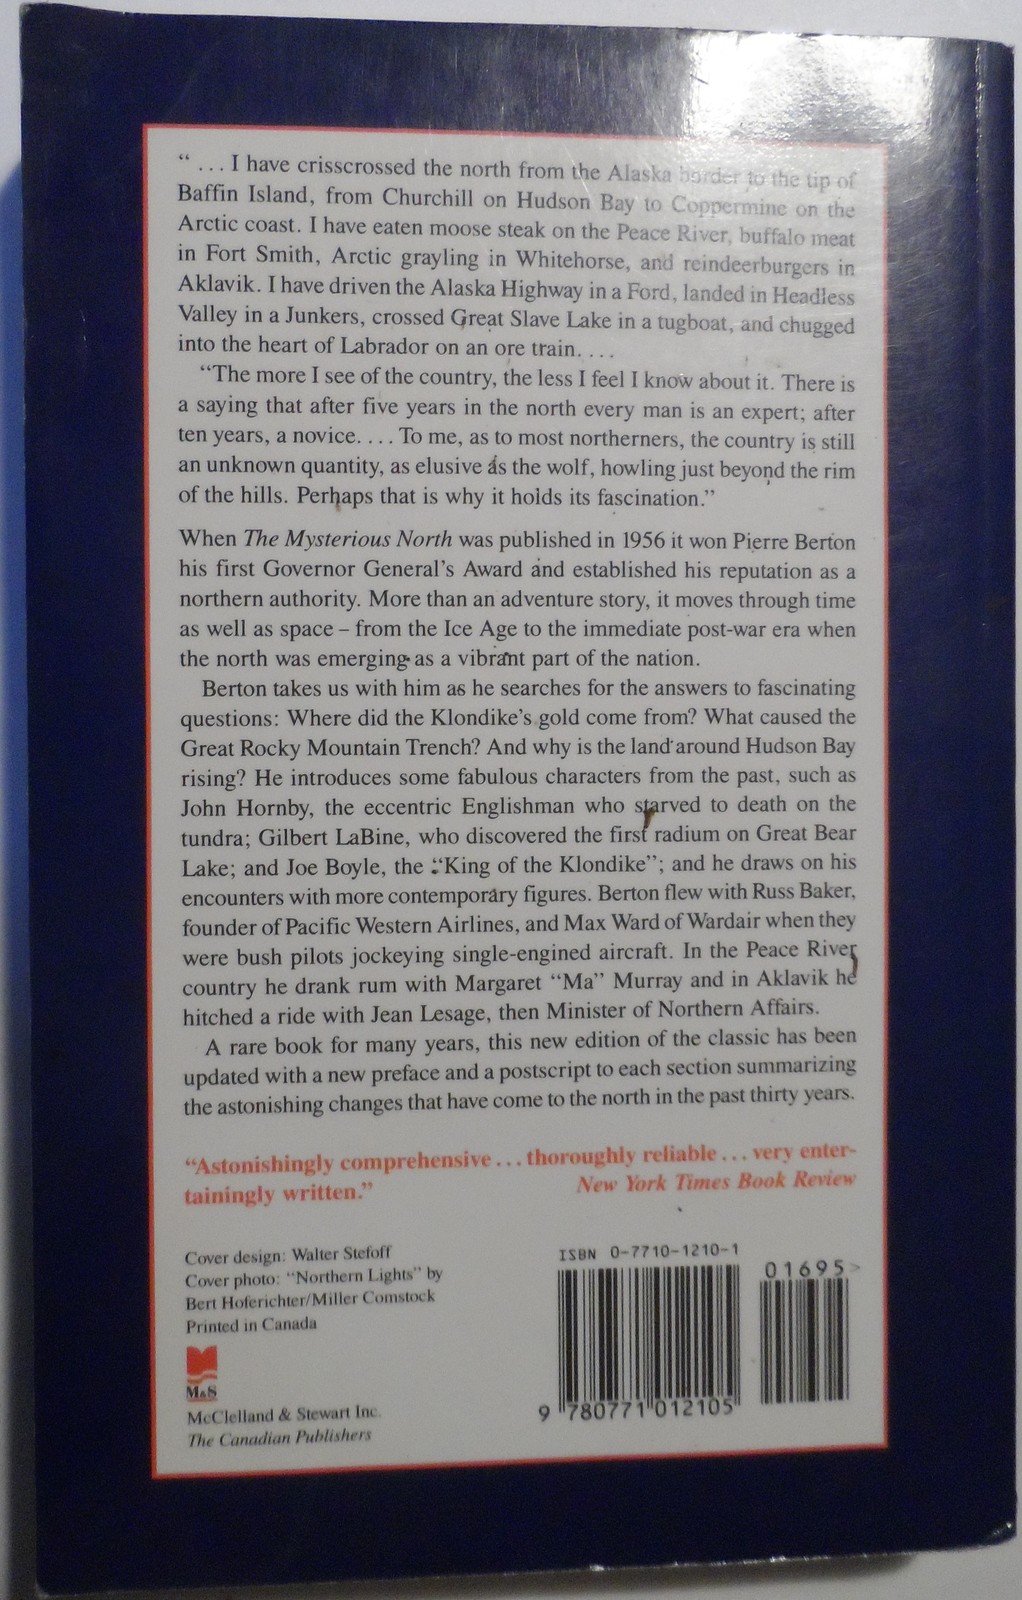 “ . . . I have crisscrossed the north from the Alaska border to the tip of
Baffin Island, from Churchill on Hudson Bay to Coppermine on the
Arctic coast. I have eaten moose steak on the Peace River, buffalo meat
in Fort Smith, Arctic grayling in Whitehorse, and reindeerburgers in
Aklavik. I have driven the Alaska Highway in a Ford, landed in Headless
Valley in a Junkers, crossed Great Slave Lake in a tugboat, and chugged
into the heart of Labrador on an ore train. . . .
“The more I see of the country, the less I feel I know about it. There is
a saying that after five years in the north every man is an expert; after
ten years, a novice. . . . To me, as to most northerners, the country is still
an unknown quantity, as elusive as the wolf, howling just beyond the rim
of the hills. Perhaps that is why it holds its fascination.”
When The Mysterious North was published in 1956 it won Pierre Berton
his first Governor General’s Award and established his reputation as a
northern authority. More than an adventure story, it moves through time
as well as space – from the Ice Age to the immediate post-war era when
the north was emerging as a vibrant part of the nation.
Berton takes us with him as he searches for the answers to fascinating
questions: Where did the Klondike’s gold come from? What caused the
Great Rocky Mountain Trench? And why is the land around Hudson Bay
rising? He introduces some fabulous characters from the past, such as
John Hornby, the eccentric Englishman who starved to death on the
tundra; Gilbert LaBine, who discovered the first radium on Great Bear
Lake; and Joe Boyle, the “King of the Klondike”; and he draws on his
encounters with more contemporary figures. Berton flew with Russ Baker,
founder of Pacific Western Airlines, and Max Ward of Wardair when they
were bush pilots jockeying single-engined aircraft. In the Peace River
country he drank rum with Margaret “Ma” Murray and in Aklavik he
hitched a ride with Jean Lesage, then Minister of Northern Affairs.
A rare book for many years, this new edition of the classic has been
updated with a new preface and a postscript to each section summarizing
the astonishing changes that have come to the north in the past thirty years.
“Astonishingly comprehensive . . . thoroughly reliable . . . very enter-
tainingly written.” New York Times Book Review
Cover design: Walter Stefoff
Cover photo: “Northern Lights” by
Bert Hoferichter/Miller Comstock
Printed in Canada
M&S
McClelland & Stewart Inc.
The Canadian Publishers
ISBN 0-7710-1210-1
01695>
9 780771 012105